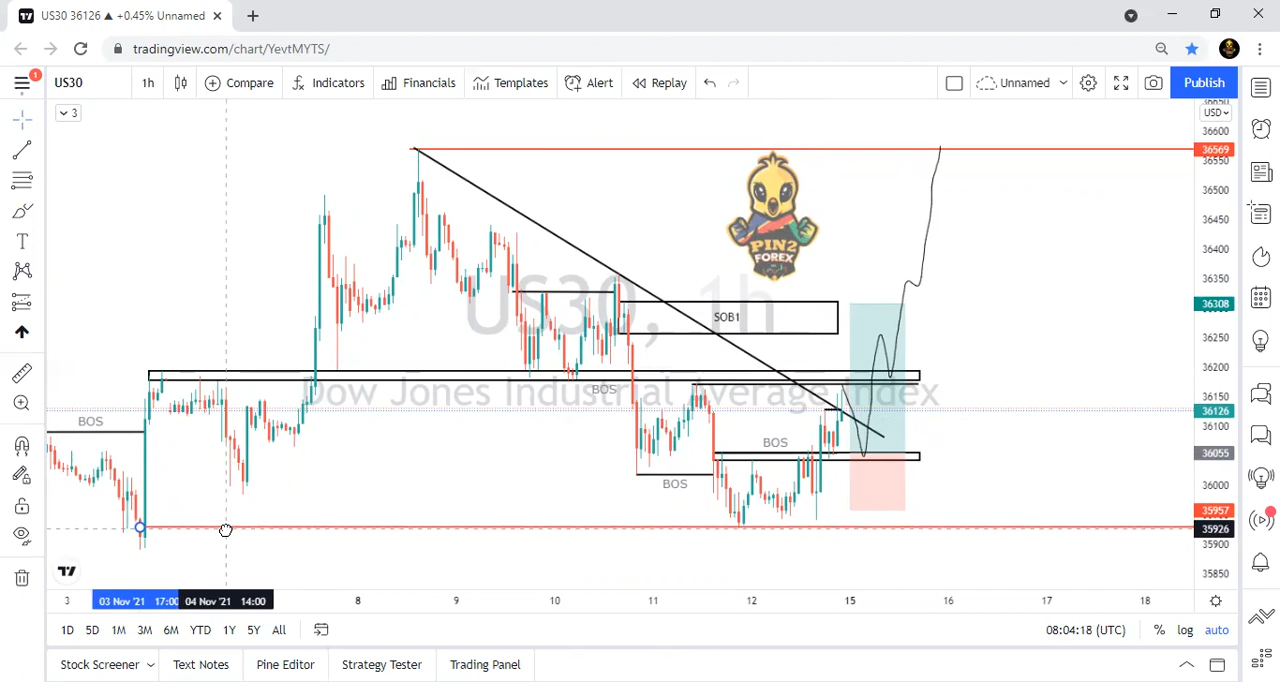 US30 36126 ▲ +0.45% Unnamed
tradingview.com/chart/YevtMYTS/
1
US30
1h
Compare
Indicators
Financials
Templates
Alert
Replay
Unnamed
Publish
3
USD
36600
36569
36550
36500
36450
36400
36350
36308
36250
36200
36150
36126
36100
36055
36000
35957
35926
35900
35850
US30, 1h
Dow Jones Industrial Average Index
PIN2
FOREX
SOB1
BOS
BOS
BOS
BOS
3
03 Nov '21 17:00
04 Nov '21 14:00
8
9
10
11
12
15
16
17
18
1D
5D
1M
3M
6M
YTD
1Y
5Y
All
08:04:18 (UTC)
%
log
auto
Stock Screener
Text Notes
Pine Editor
Strategy Tester
Trading Panel